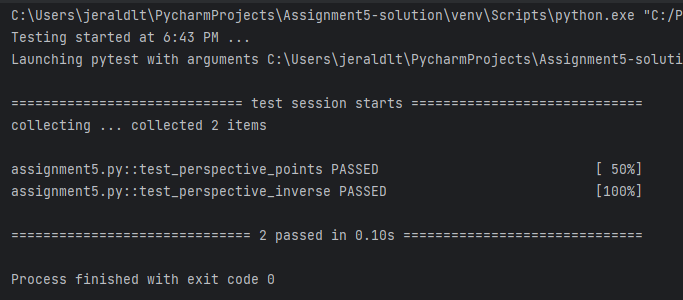 C:\Users\jeraldlt\PycharmProjects\Assignment5-solution\venv\Scripts\python.exe "C:/P
Testing started at 6:43 PM ...
Launching pytest with arguments C:\Users\jeraldlt\PycharmProjects\Assignment5-soluti
============================= test session starts =============================
collecting ... collected 2 items
assignment5.py::test_perspective_points PASSED                           [ 50%]
assignment5.py::test_perspective_inverse PASSED                          [100%]
============================== 2 passed in 0.10s ==============================
Process finished with exit code 0